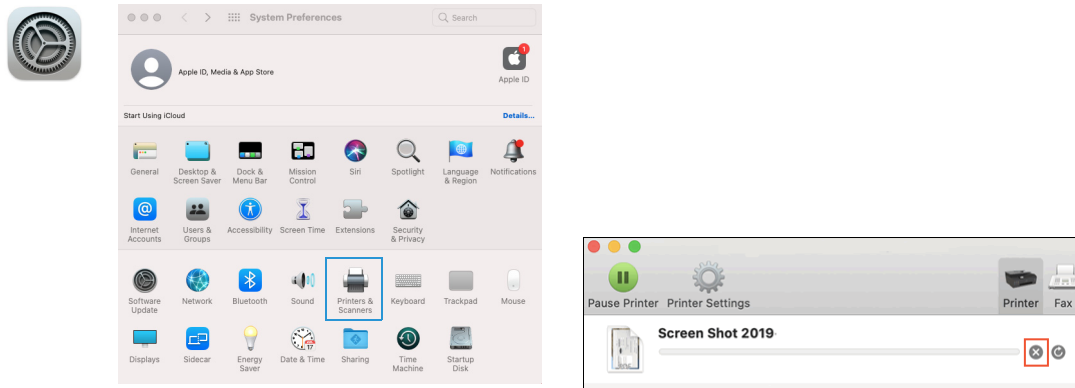 System Preferences
Search
Apple ID, Media & App Store
1
Apple ID
Start Using iCloud
Details...
General
Desktop &
Screen Saver
Dock &
Menu Bar
Mission
Control
Siri
Spotlight
Language
& Region
Notifications
Internet
Accounts
Users &
Groups
Accessibility
Screen Time
Extensions
Security
& Privacy
Software
Update
Network
Bluetooth
Sound
Printers &
Scanners
Keyboard
Trackpad
Mouse
Displays
Sidecar
Energy
Saver
17
Date & Time
Sharing
Time
Machine
Startup
Disk
Pause Printer
Printer Settings
Printer
Fax
Screen Shot 2019-